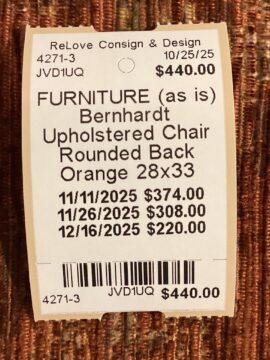 ReLove Consign & Design
4271-3 10/25/25
JVD1UQ $440.00
FURNITURE (as is)
Bernhardt
Upholstered Chair
Rounded Back
Orange 28x33
11/11/2025 $374.00
11/26/2025 $308.00
12/16/2025 $220.00
4271-3 JVD1UQ $440.00